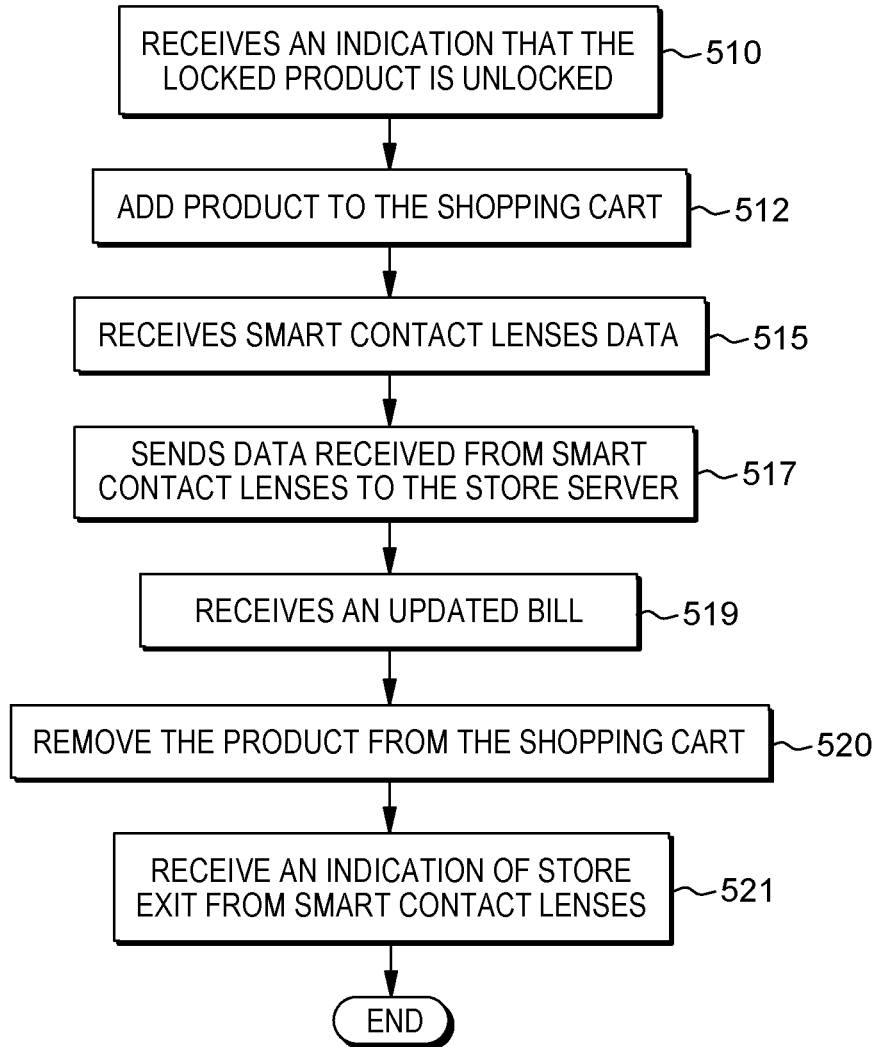 RECEIVES AN INDICATION THAT THE
LOCKED PRODUCT IS UNLOCKED
510
ADD PRODUCT TO THE SHOPPING CART
512
RECEIVES SMART CONTACT LENSES DATA
515
SENDS DATA RECEIVED FROM SMART
CONTACT LENSES TO THE STORE SERVER
517
RECEIVES AN UPDATED BILL
519
REMOVE THE PRODUCT FROM THE SHOPPING CART
520
RECEIVE AN INDICATION OF STORE
EXIT FROM SMART CONTACT LENSES
521
END